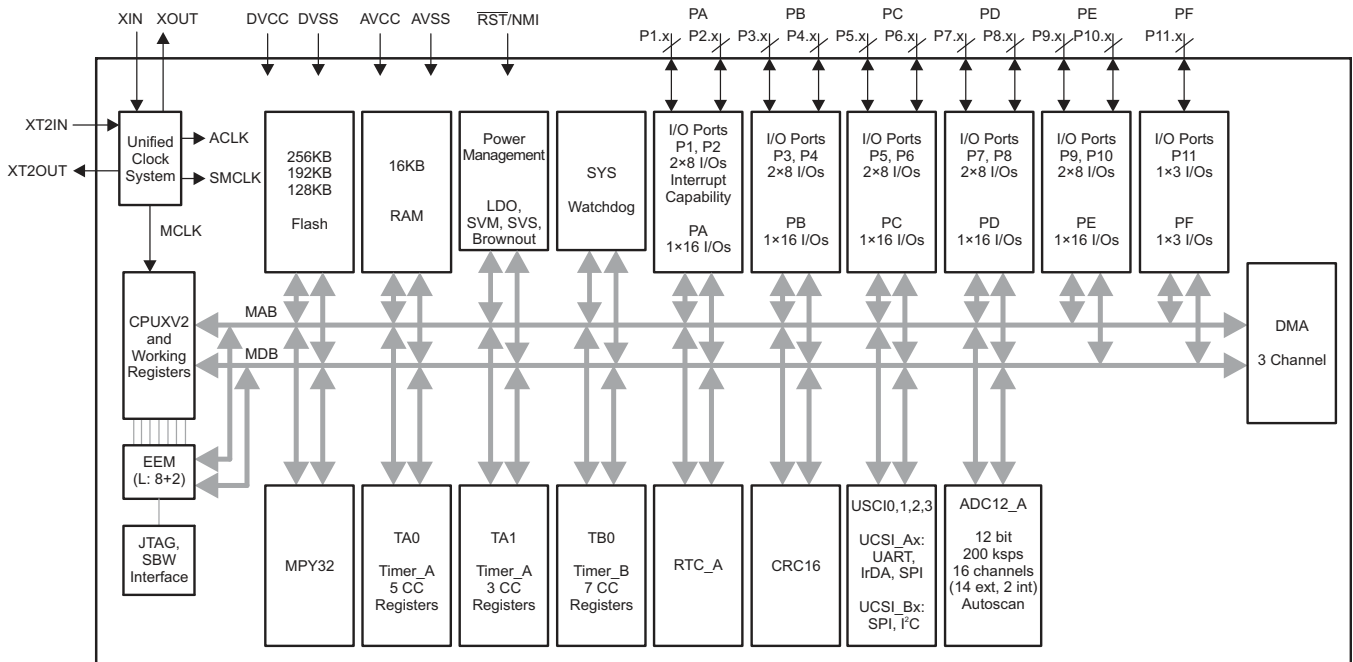 XIN XOUT DVCC DVSS AVCC AVSS RST/NMI PA PB PC PD PE PF
P1.x P2.x P3.x P4.x P5.x P6.x P7.x P8.x P9.x P10.x P11.x
XT2IN
XT2OUT
Unified
Clock
System
ACLK
SMCLK
MCLK
256KB
192KB
128KB
Flash
16KB
RAM
Power
Management
LDO,
SVM, SVS,
Brownout
SYS
Watchdog
I/O Ports
P1, P2
2×8 I/Os
Interrupt
Capability
PA
1×16 I/Os
I/O Ports
P3, P4
2×8 I/Os
PB
1×16 I/Os
I/O Ports
P5, P6
2×8 I/Os
PC
1×16 I/Os
I/O Ports
P7, P8
2×8 I/Os
PD
1×16 I/Os
I/O Ports
P9, P10
2×8 I/Os
PE
1×16 I/Os
I/O Ports
P11
1×3 I/Os
PF
1×3 I/Os
CPUXV2
and
Working
Registers
MAB
MDB
DMA
3 Channel
EEM
(L: 8+2)
JTAG,
SBW
Interface
MPY32
TA0
Timer_A
5 CC
Registers
TA1
Timer_A
3 CC
Registers
TB0
Timer_B
7 CC
Registers
RTC_A
CRC16
USCI0,1,2,3
UCSI_Ax:
UART,
IrDA, SPI
UCSI_Bx:
SPI, I²C
ADC12_A
12 bit
200 ksps
16 channels
(14 ext, 2 int)
Autoscan